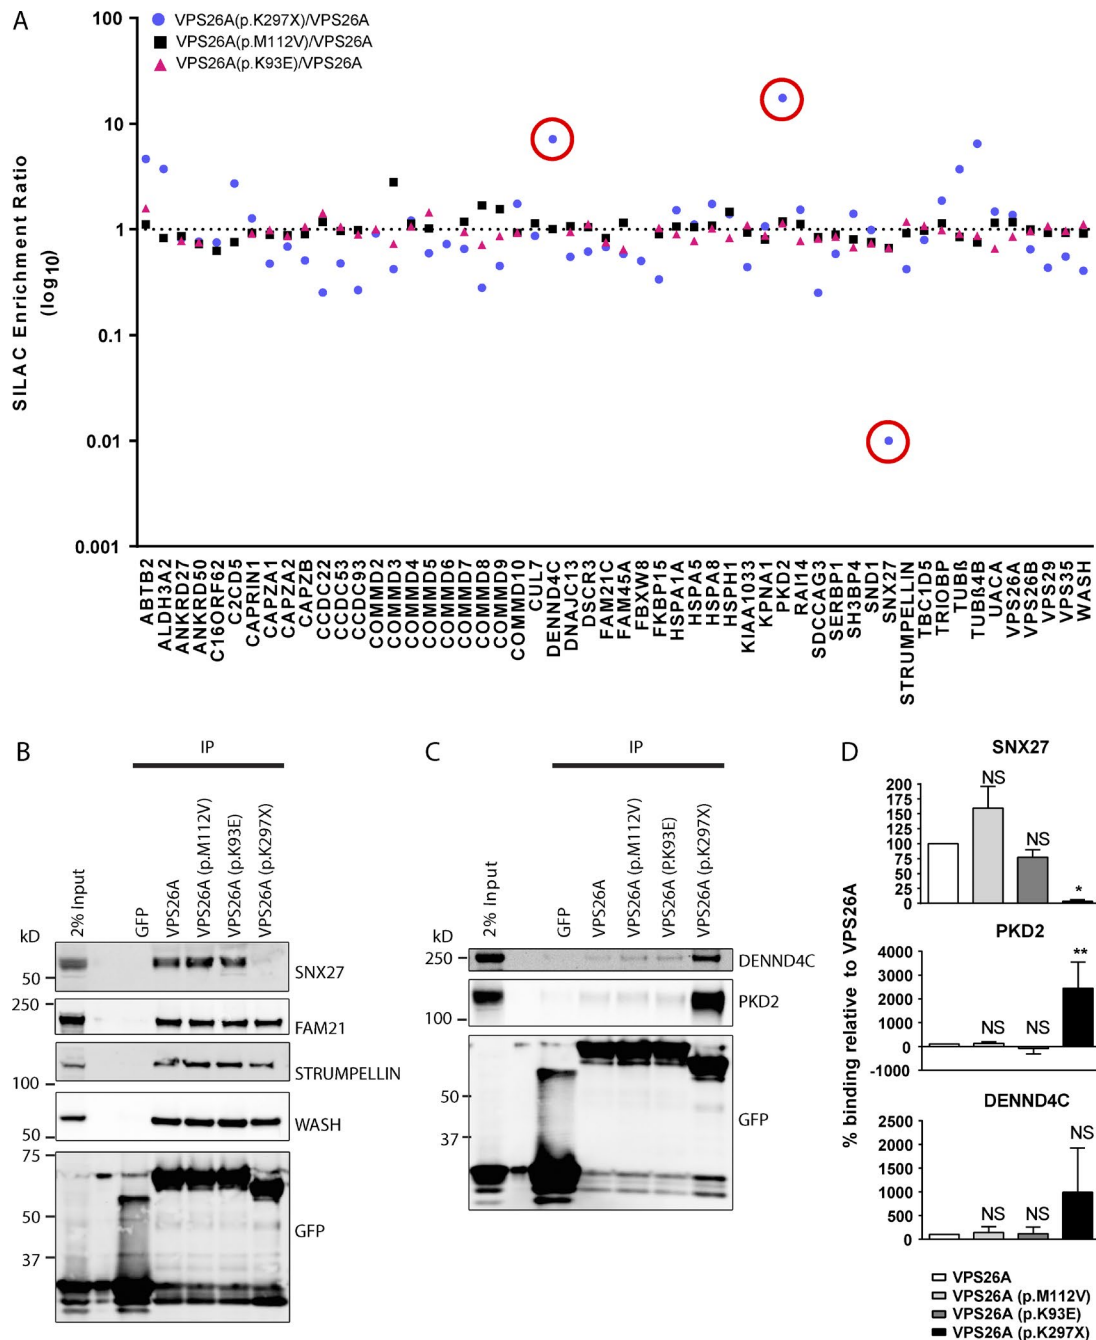 A
VPS26A(p.K297X)/VPS26A
VPS26A(p.M112V)/VPS26A
VPS26A(p.K93E)/VPS26A
SILAC Enrichment Ratio
(log10)
100
10
1
0.1
0.01
0.001
ABTB2
ALDH3A2
ANKRD27
ANKRD50
C16ORF62
C2CD5
CAPRIN1
CAPZA1
CAPZA2
CAPZB
CCDC22
CCDC53
CCDC93
COMMD2
COMMD3
COMMD4
COMMD5
COMMD6
COMMD7
COMMD8
COMMD9
COMMD10
CUL7
DENND4C
DNAJC13
DSCR3
FAM21C
FAM45A
FBXW8
FKBP15
HSPA1A
HSPA5
HSPA8
HSPH1
KIAA1033
KPNA1
PKD2
RAI14
SDCCAG3
SERBP1
SH3BP4
SND1
SNX27
STRUMPELLIN
TBC1D5
TRIOBP
TUBß
TUBß4B
UACA
VPS26A
VPS26B
VPS29
VPS35
WASH
B
IP
2% Input
GFP
VPS26A
VPS26A (p.M112V)
VPS26A (p.K93E)
VPS26A (p.K297X)
kD
50
SNX27
250
FAM21
STRUMPELLIN
100
WASH
50
75
50
37
GFP
C
IP
2% Input
GFP
VPS26A
VPS26A (p.M112V)
VPS26A (P.K93E)
VPS26A (p.K297X)
kD
250
DENND4C
PKD2
100
50
37
GFP
D
% binding relative to VPS26A
SNX27
200
175
150
125
100
75
50
25
0
NS
NS
*
PKD2
4000
3000
2000
1000
0
-1000
NS
NS
**
DENND4C
2500
2000
1500
1000
500
0
NS
NS
NS
VPS26A
VPS26A (p.M112V)
VPS26A (p.K93E)
VPS26A (p.K297X)